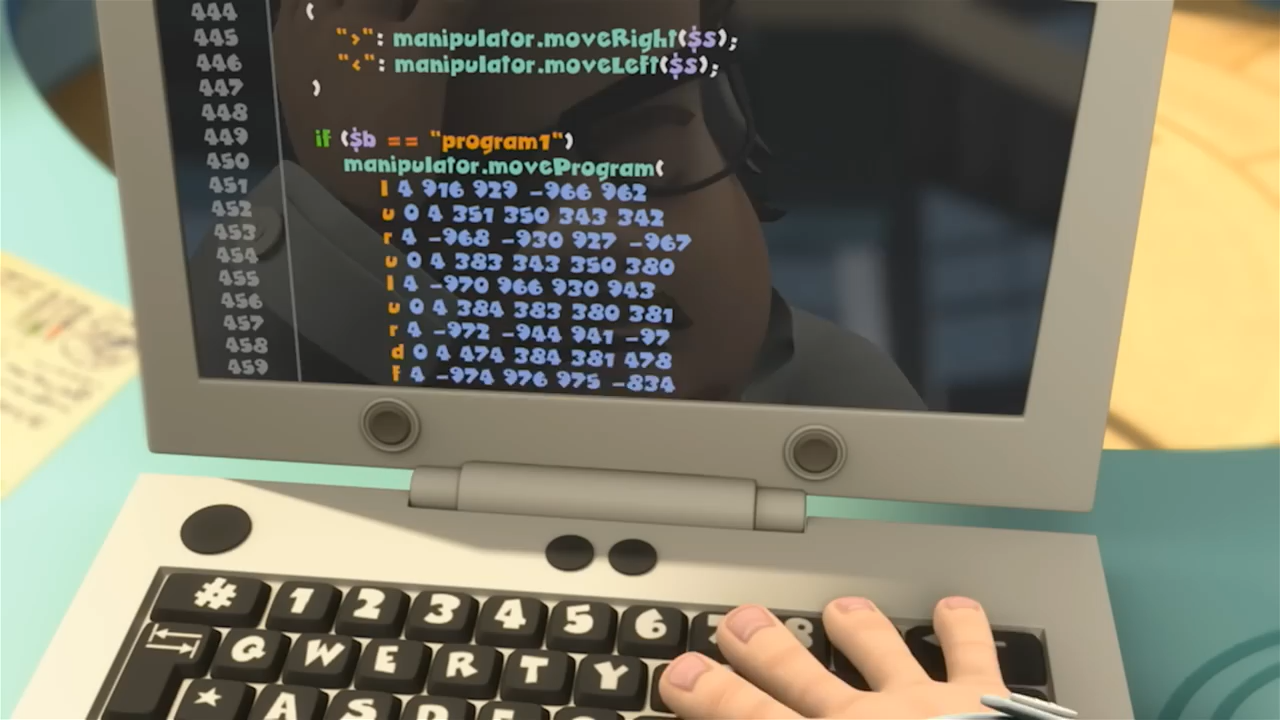 444 (
445 ">": manipulator.moveRight($s);
446 "<": manipulator.moveLeft($s);
447 )
448
449 if ($b == "program1")
450 manipulator.moveProgram(
451 l 4 916 929 -966 962
452 u 0 4 351 350 343 342
453 r 4 -968 -930 927 -967
454 u 0 4 383 343 350 380
455 l 4 -970 966 930 943
456 u 0 4 384 383 380 381
457 r 4 -972 -944 941 -97
458 d 0 4 474 384 381 478
459 f 4 -974 976 975 -834
# 1 2 3 4 5 6 7 8
Q W E R T Y
* A S D F G